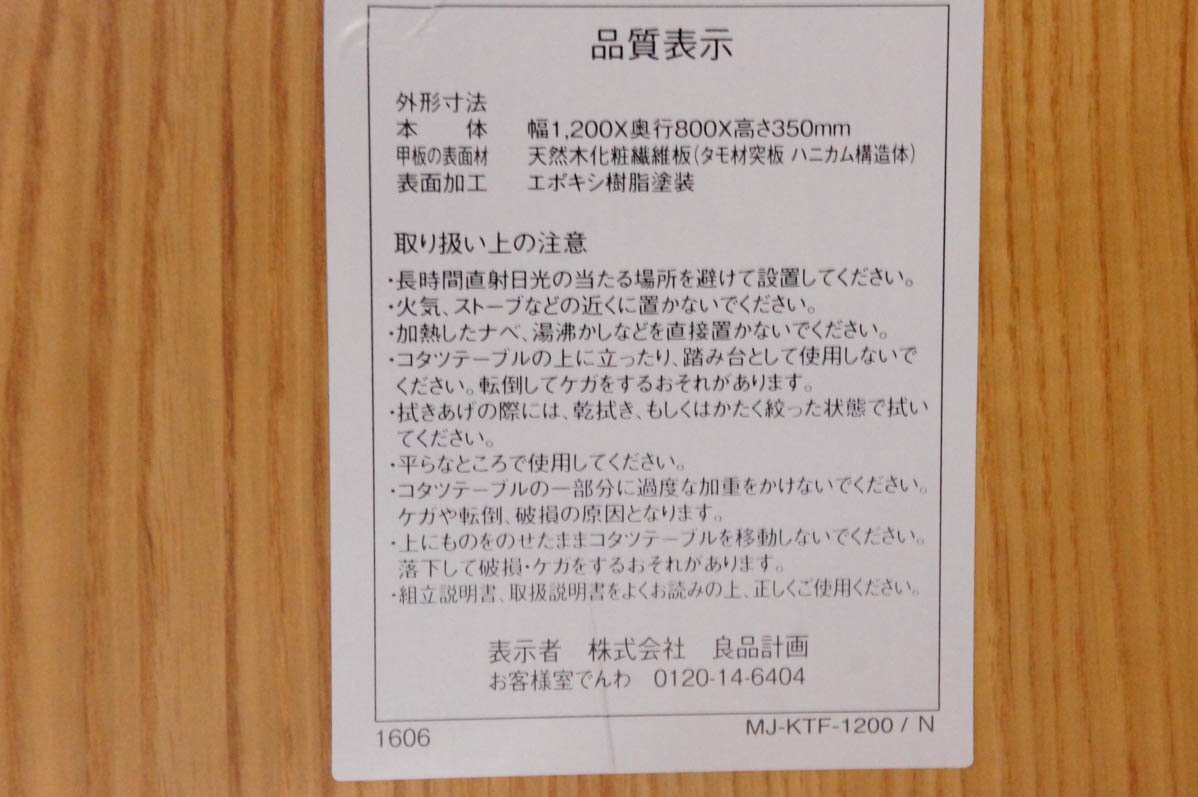 品質表示
外形寸法
本　　体　幅1,200X奥行800X高さ350mm
甲板の表面材　天然木化粧繊維板(タモ材突板 ハニカム構造体)
表面加工　エポキシ樹脂塗装
取り扱い上の注意
・長時間直射日光の当たる場所を避けて設置してください。
・火気、ストーブなどの近くに置かないでください。
・加熱したナベ、湯沸かしなどを直接置かないでください。
・コタツテーブルの上に立ったり、踏み台として使用しないで
ください。転倒してケガをするおそれがあります。
・拭きあげの際には、乾拭き、もしくはかたく絞った状態で拭い
てください。
・平らなところで使用してください。
・コタツテーブルの一部分に過度な加重をかけないでください。
ケガや転倒、破損の原因となります。
・上にものをのせたままコタツテーブルを移動しないでください。
落下して破損・ケガをするおそれがあります。
・組立説明書、取扱説明書をよくお読みの上、正しくご使用ください。
表示者　株式会社　良品計画
お客様室でんわ　0120-14-6404
1606　MJ-KTF-1200 / N